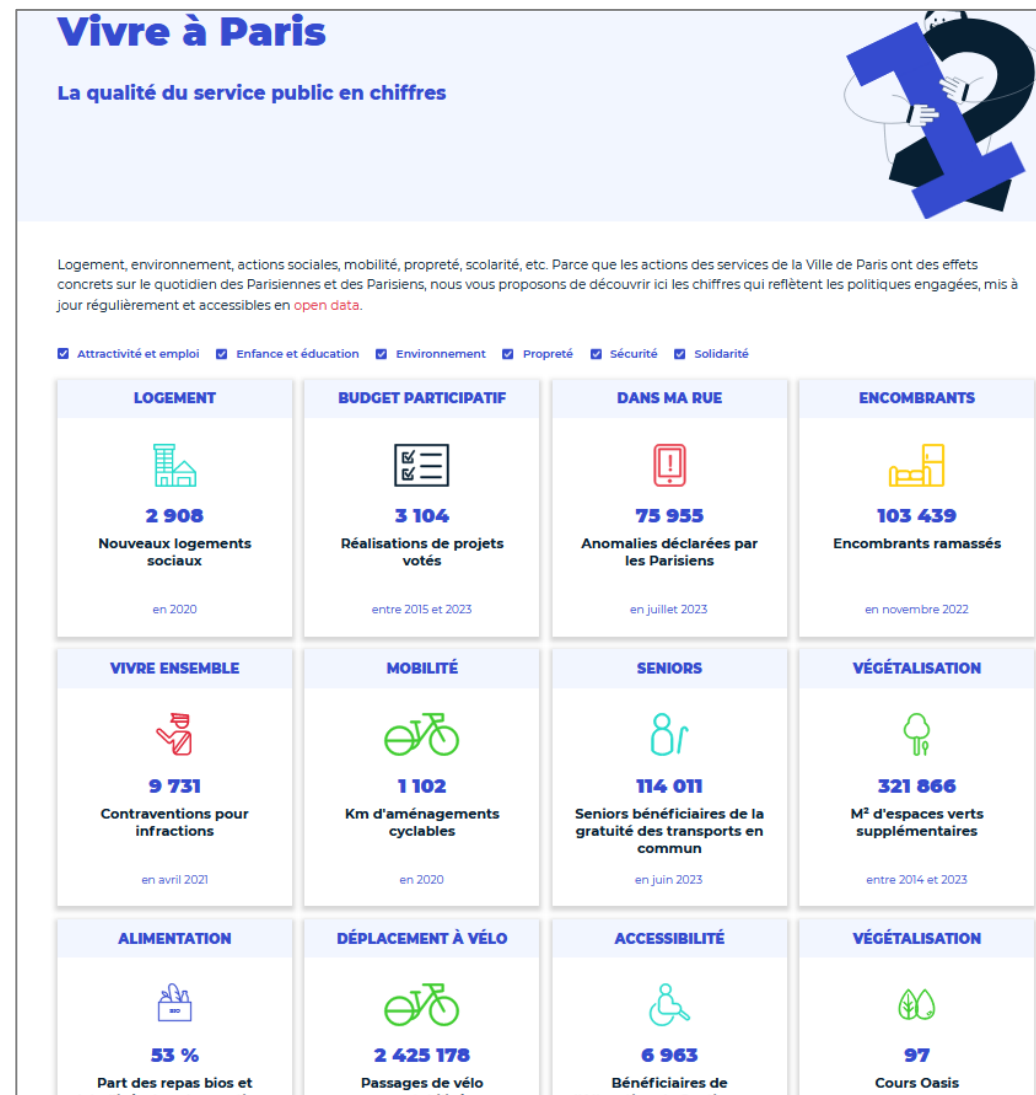 Vivre à Paris
La qualité du service public en chiffres
Logement, environnement, actions sociales, mobilité, propreté, scolarité, etc. Parce que les actions des services de la Ville de Paris ont des effets
concrets sur le quotidien des Parisiennes et des Parisiens, nous vous proposons de découvrir ici les chiffres qui reflètent les politiques engagées, mis à
jour régulièrement et accessibles en open data.
Attractivité et emploi Enfance et éducation Environnement Propreté Sécurité Solidarité
LOGEMENT
2 908
Nouveaux logements
sociaux
en 2020
BUDGET PARTICIPATIF
3 104
Réalisations de projets
votés
entre 2015 et 2023
DANS MA RUE
75 955
Anomalies déclarées par
les Parisiens
en juillet 2023
ENCOMBRANTS
103 439
Encombrants ramassés
en novembre 2022
VIVRE ENSEMBLE
9 731
Contraventions pour
infractions
en avril 2021
MOBILITÉ
1 102
Km d'aménagements
cyclables
en 2020
SENIORS
114 011
Seniors bénéficiaires de la
gratuité des transports en
commun
en juin 2023
VÉGÉTALISATION
321 866
M² d'espaces verts
supplémentaires
entre 2014 et 2023
ALIMENTATION
BIO
53 %
Part des repas bios et
DÉPLACEMENT À VÉLO
2 425 178
Passages de vélo
ACCESSIBILITÉ
6 963
Bénéficiaires de
VÉGÉTALISATION
97
Cours Oasis